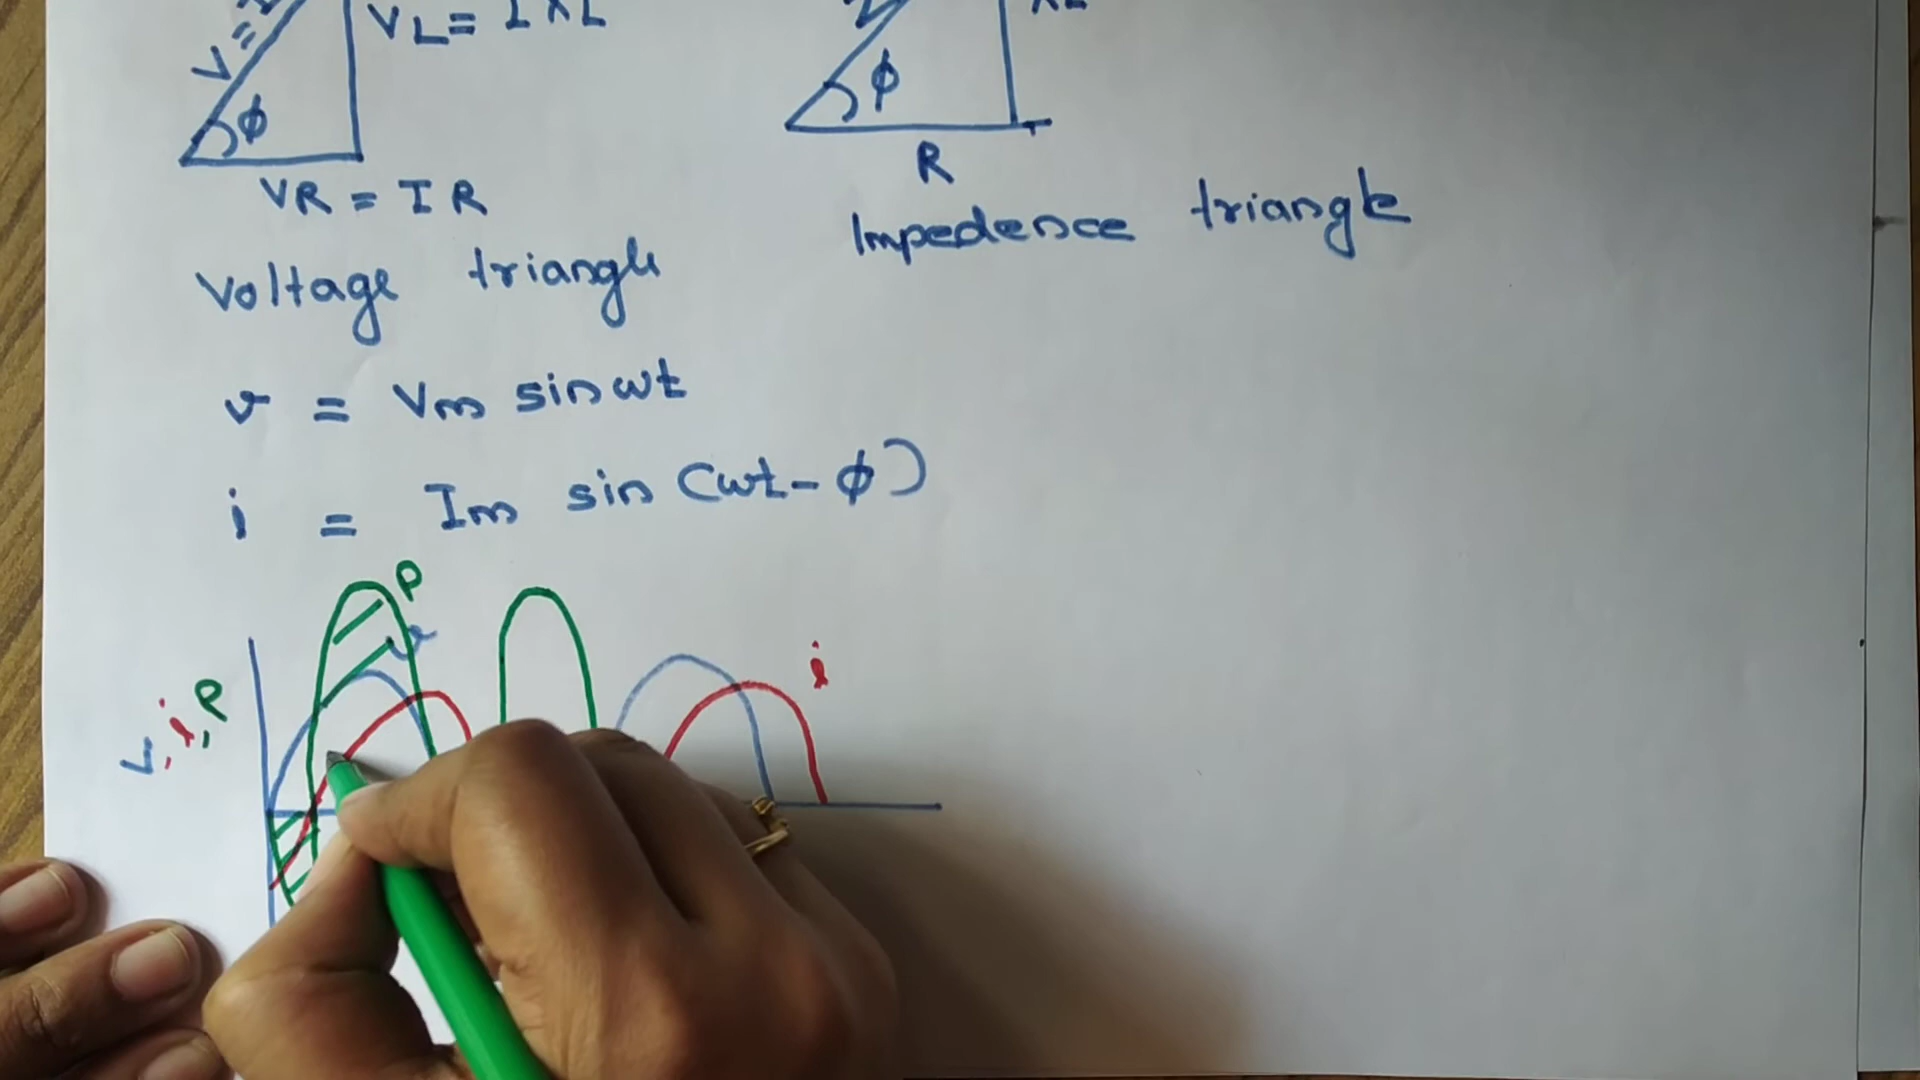 V =
VL = I XL
φ
VR = I R
Voltage triangle
φ
R
Impedence triangle
v = Vm sin ωt
i = Im sin (ωt - φ)
P
v
i
V, i, P